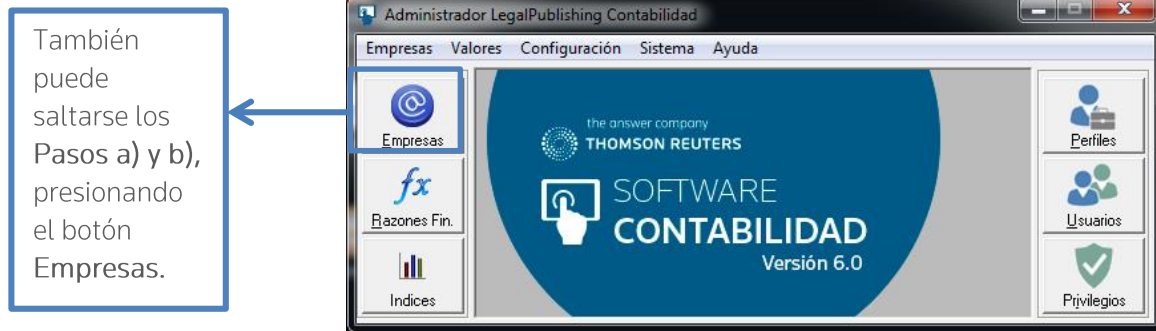 También
puede
saltarse los
Pasos a) y b),
presionando
el botón
Empresas.
Administrador LegalPublishing Contabilidad
Empresas Valores Configuración Sistema Ayuda
Empresas
Razones Fin.
Indices
the answer company
THOMSON REUTERS
SOFTWARE
CONTABILIDAD
Versión 6.0
Perfiles
Usuarios
Privilegios